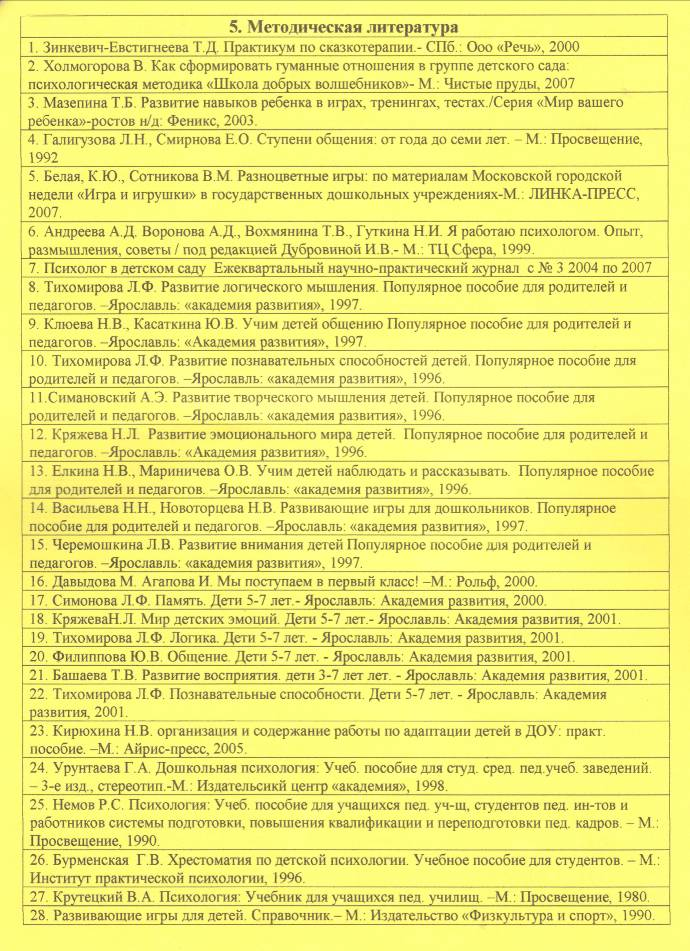 5. Методическая литература
1. Зинкевич-Евстигнеева Т.Д. Практикум по сказкотерапии.- СПб.: Ооо «Речь», 2000
2. Холмогорова В. Как сформировать гуманные отношения в группе детского сада:
психологическая методика «Школа добрых волшебников»- М.: Чистые пруды, 2007
3. Мазепина Т.Б. Развитие навыков ребенка в играх, тренингах, тестах./Серия «Мир вашего
ребенка»-ростов н/д: Феникс, 2003.
4. Галигузова Л.Н., Смирнова Е.О. Ступени общения: от года до семи лет. – М.: Просвещение,
1992
5. Белая, К.Ю., Сотникова В.М. Разноцветные игры: по материалам Московской городской
недели «Игра и игрушки» в государственных дошкольных учреждениях-М.: ЛИНКА-ПРЕСС,
2007.
6. Андреева А.Д. Воронова А.Д., Вохмянина Т.В., Гуткина Н.И. Я работаю психологом. Опыт,
размышления, советы / под редакцией Дубровиной И.В.- М.: ТЦ Сфера, 1999.
7. Психолог в детском саду Ежеквартальный научно-практический журнал с № 3 2004 по 2007
8. Тихомирова Л.Ф. Развитие логического мышления. Популярное пособие для родителей и
педагогов. –Ярославль: «академия развития», 1997.
9. Клюева Н.В., Касаткина Ю.В. Учим детей общению Популярное пособие для родителей и
педагогов. –Ярославль: «Академия развития», 1997.
10. Тихомирова Л.Ф. Развитие познавательных способностей детей. Популярное пособие для
родителей и педагогов. –Ярославль: «академия развития», 1996.
11.Симановский А.Э. Развитие творческого мышления детей. Популярное пособие для
родителей и педагогов. –Ярославль: «академия развития», 1996.
12. Кряжева Н.Л. Развитие эмоционального мира детей. Популярное пособие для родителей и
педагогов. –Ярославль: «Академия развития», 1996.
13. Елкина Н.В., Мариничева О.В. Учим детей наблюдать и рассказывать. Популярное пособие
для родителей и педагогов. –Ярославль: «академия развития», 1996.
14. Васильева Н.Н., Новоторцева Н.В. Развивающие игры для дошкольников. Популярное
пособие для родителей и педагогов. –Ярославль: «академия развития», 1997.
15. Черемошкина Л.В. Развитие внимания детей Популярное пособие для родителей и
педагогов. –Ярославль: «академия развития», 1997.
16. Давыдова М. Агапова И. Мы поступаем в первый класс! –М.: Рольф, 2000.
17. Симонова Л.Ф. Память. Дети 5-7 лет.- Ярославль: Академия развития, 2000.
18. КряжеваН.Л. Мир детских эмоций. Дети 5-7 лет.- Ярославль: Академия развития, 2001.
19. Тихомирова Л.Ф. Логика. Дети 5-7 лет. - Ярославль: Академия развития, 2001.
20. Филиппова Ю.В. Общение. Дети 5-7 лет. - Ярославль: Академия развития, 2001.
21. Башаева Т.В. Развитие восприятия. дети 3-7 лет лет. - Ярославль: Академия развития, 2001.
22. Тихомирова Л.Ф. Познавательные способности. Дети 5-7 лет. - Ярославль: Академия
развития, 2001.
23. Кирюхина Н.В. организация и содержание работы по адаптации детей в ДОУ: практ.
пособие. –М.: Айрис-пресс, 2005.
24. Урунтаева Г.А. Дошкольная психология: Учеб. пособие для студ. сред. пед.учеб. заведений.
– 3-е изд., стереотип.-М.: Издательсикй центр «академия», 1998.
25. Немов Р.С. Психология: Учеб. пособие для учащихся пед. уч-щ, студентов пед. ин-тов и
работников системы подготовки, повышения квалификации и переподготовки пед. кадров. – М.:
Просвещение, 1990.
26. Бурменская Г.В. Хрестоматия по детской психологии. Учебное пособие для студентов. – М.:
Институт практической психологии, 1996.
27. Крутецкий В.А. Психология: Учебник для учащихся пед. училищ. –М.: Просвещение, 1980.
28. Развивающие игры для детей. Справочник.– М.: Издательство «Физкультура и спорт», 1990.